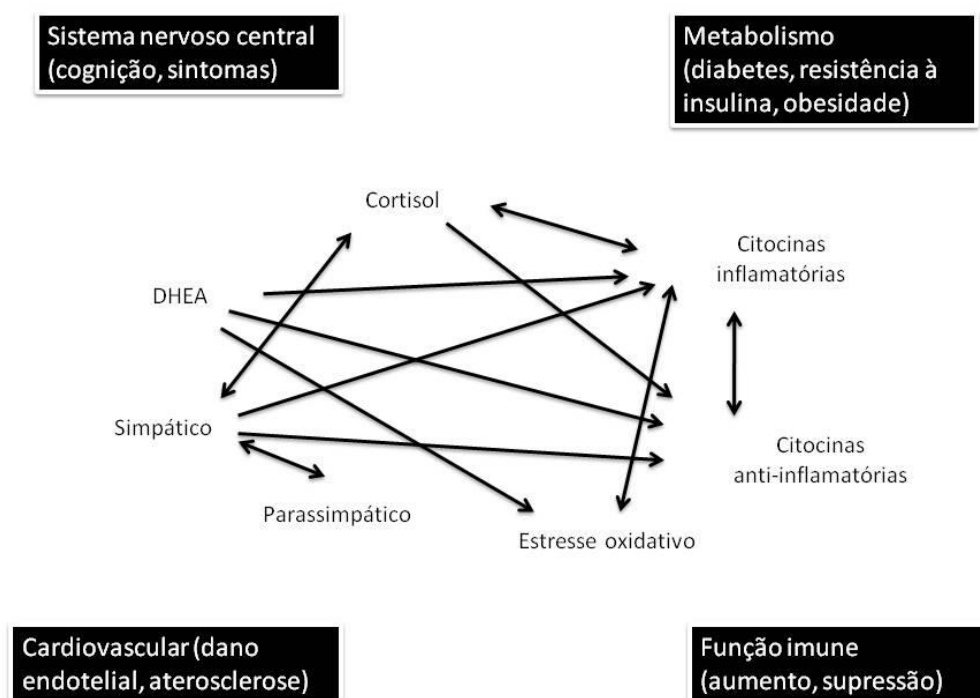 Sistema nervoso central
(cognição, sintomas)
Metabolismo
(diabetes, resistência à
insulina, obesidade)
Cortisol
Citocinas
inflamatórias
DHEA
Simpático
Citocinas
anti-inflamatórias
Parassimpático
Estresse oxidativo
Cardiovascular (dano
endotelial, aterosclerose)
Função imune
(aumento, supressão)